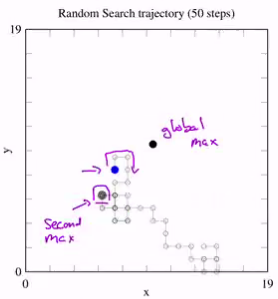 Random Search trajectory (50 steps)
19
global
max
y
Second
max
0
0
x
19